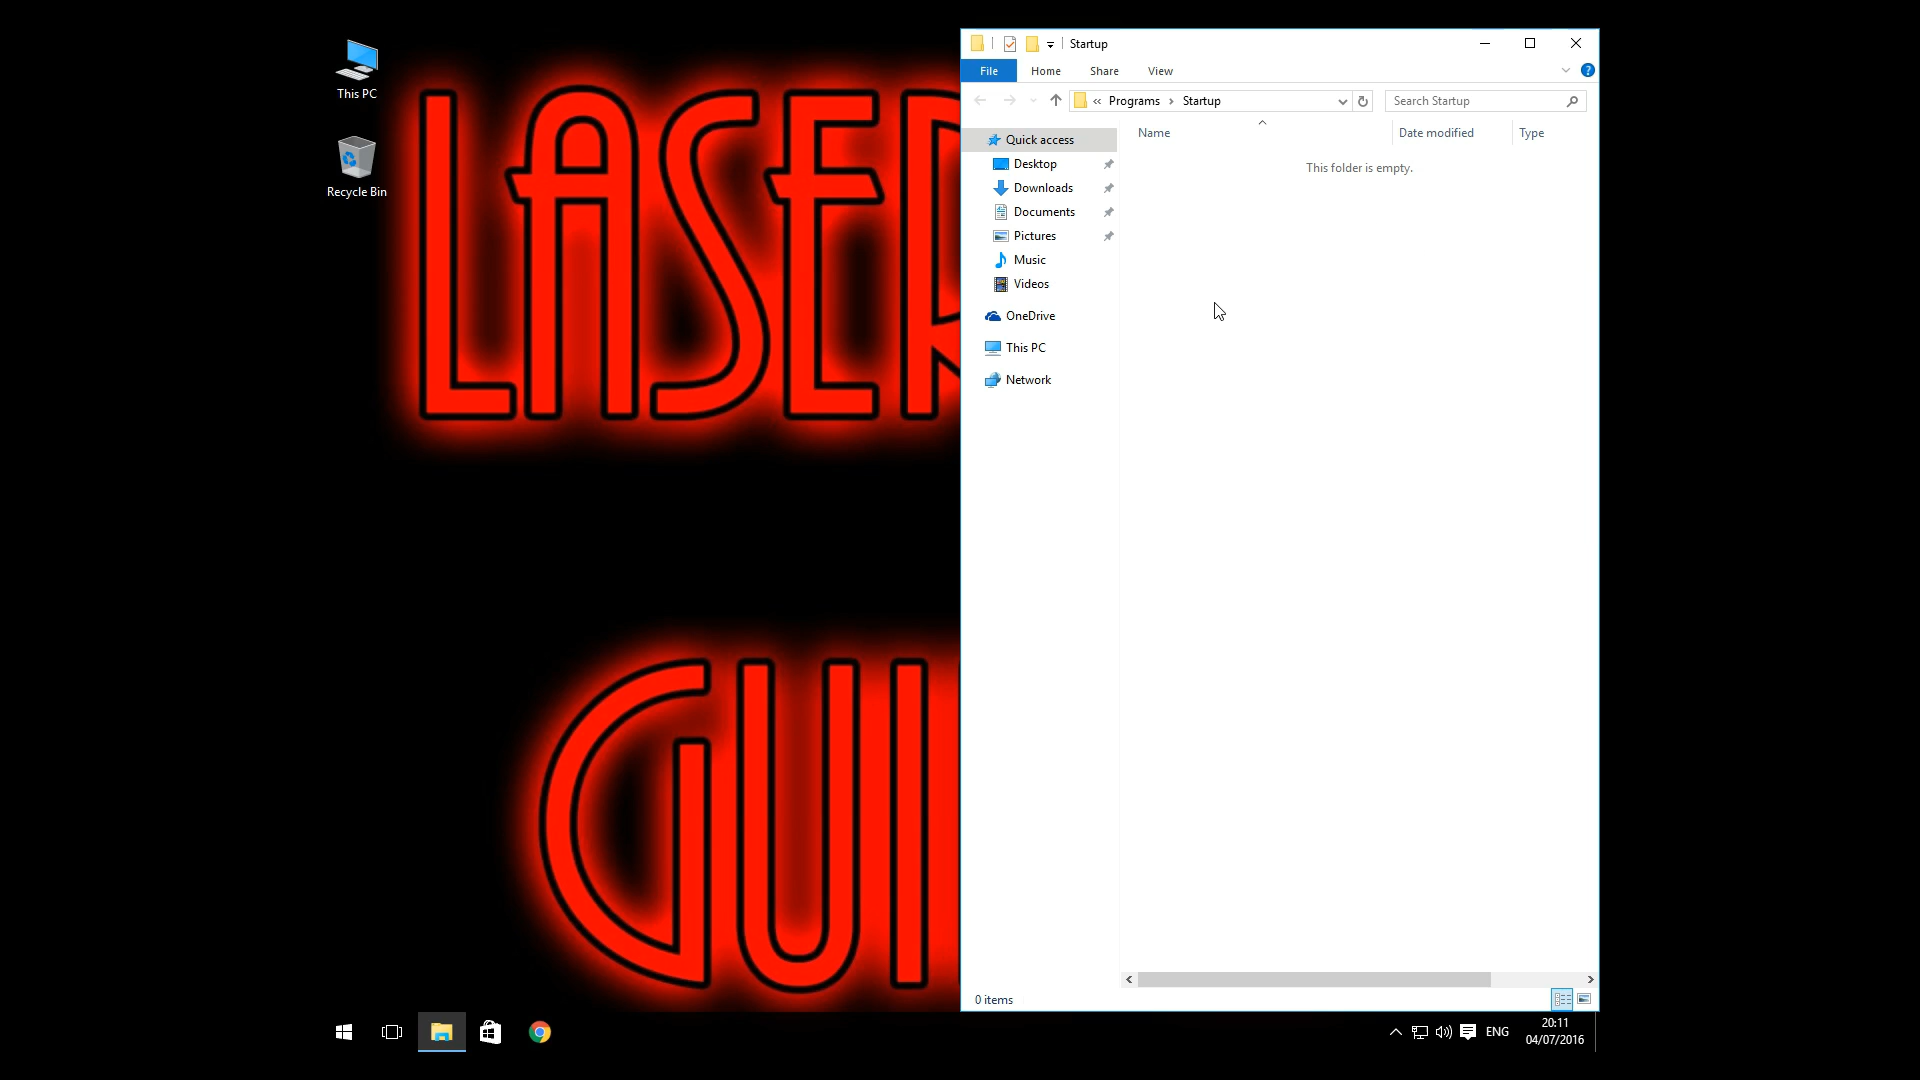 This PC
Recycle Bin
LASER
GUI
Startup
File Home Share View
« Programs › Startup
Search Startup
Quick access
Desktop
Downloads
Documents
Pictures
Music
Videos
OneDrive
This PC
Network
Name Date modified Type
This folder is empty.
0 items
ENG
20:11
04/07/2016